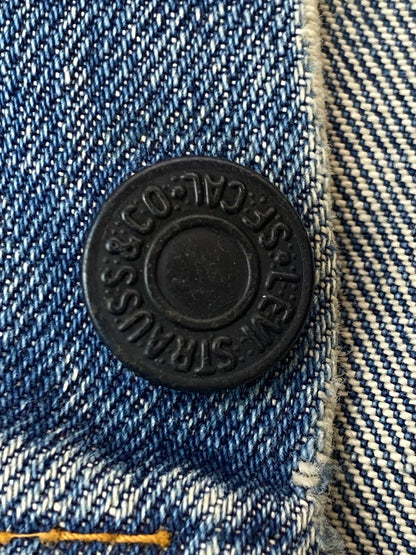 LEVI STRAUSS & CO. S.F. CAL.